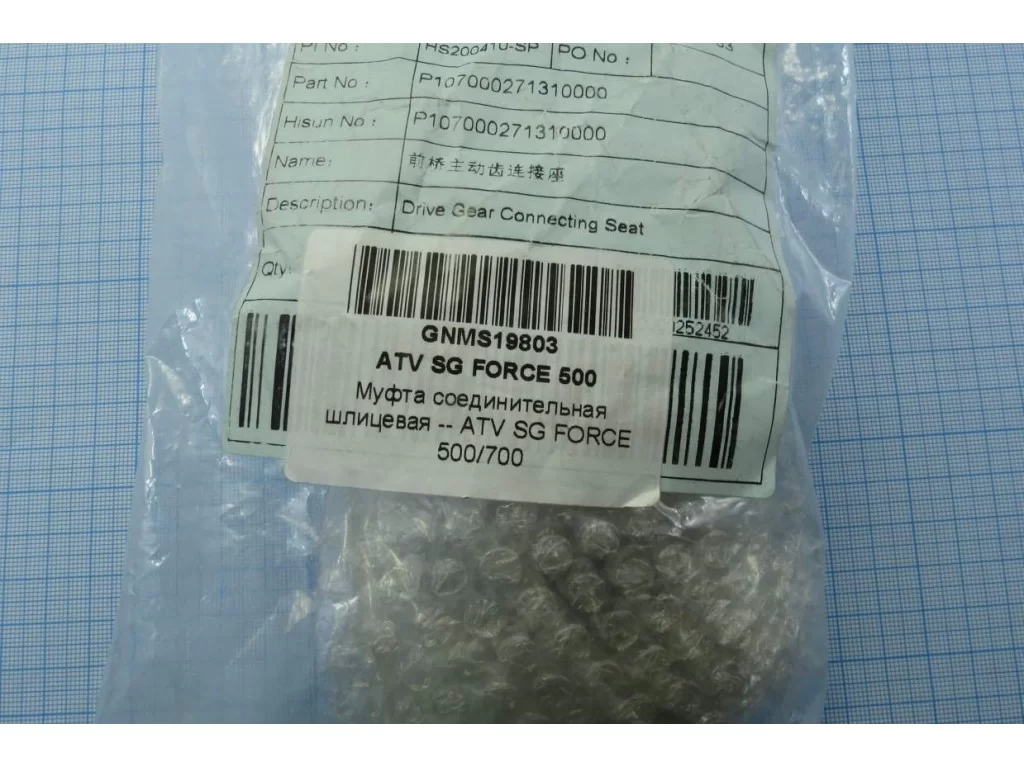 PI No : HS200410-SP PO No :
Part No : P107000271310000
Hisun No : P107000271310000
Name: 前桥主动齿连接座
Description: Drive Gear Connecting Seat
Qty:
252452
GNMS19803
ATV SG FORCE 500
Муфта соединительная
шлицевая -- ATV SG FORCE
500/700